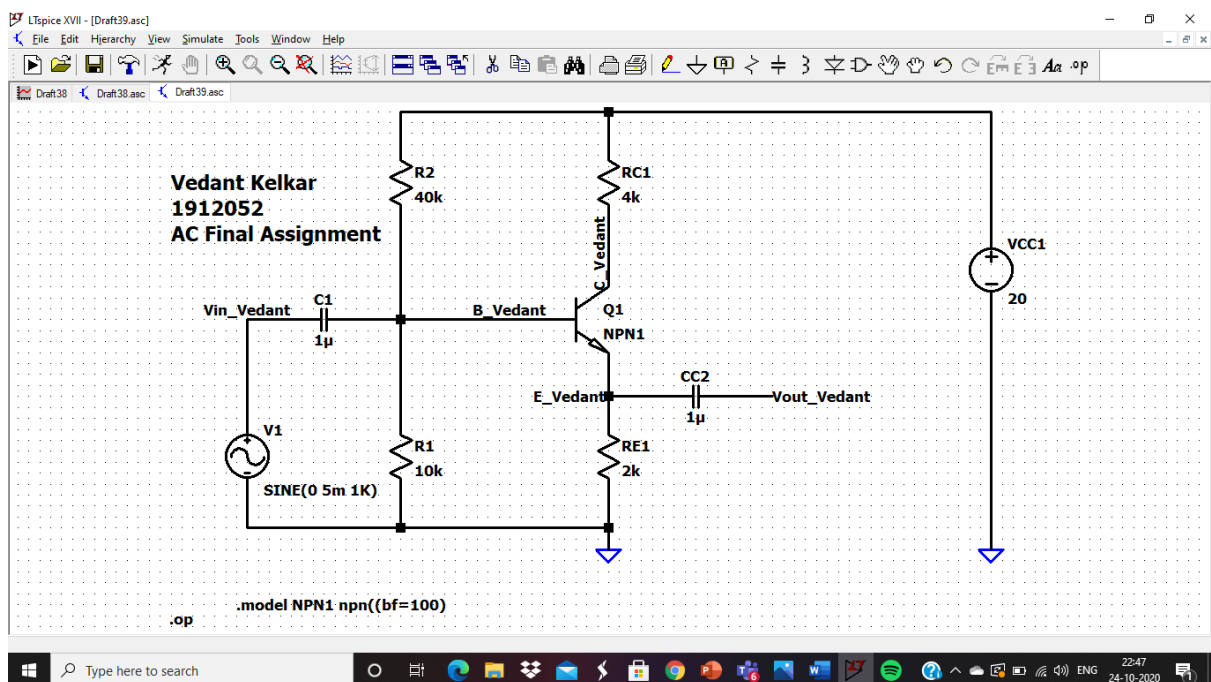 LTspice XVII - [Draft39.asc]
File Edit Hierarchy View Simulate Tools Window Help
Aa .op
Draft38 Draft38.asc Draft39.asc
Vedant Kelkar
1912052
AC Final Assignment
R2
40k
RC1
4k
C_Vedant
VCC1
20
Vin_Vedant
C1
1µ
B_Vedant
Q1
NPN1
E_Vedant
CC2
1µ
Vout_Vedant
V1
SINE(0 5m 1K)
R1
10k
RE1
2k
.model NPN1 npn((bf=100)
.op
Type here to search
ENG
22:47
24-10-2020